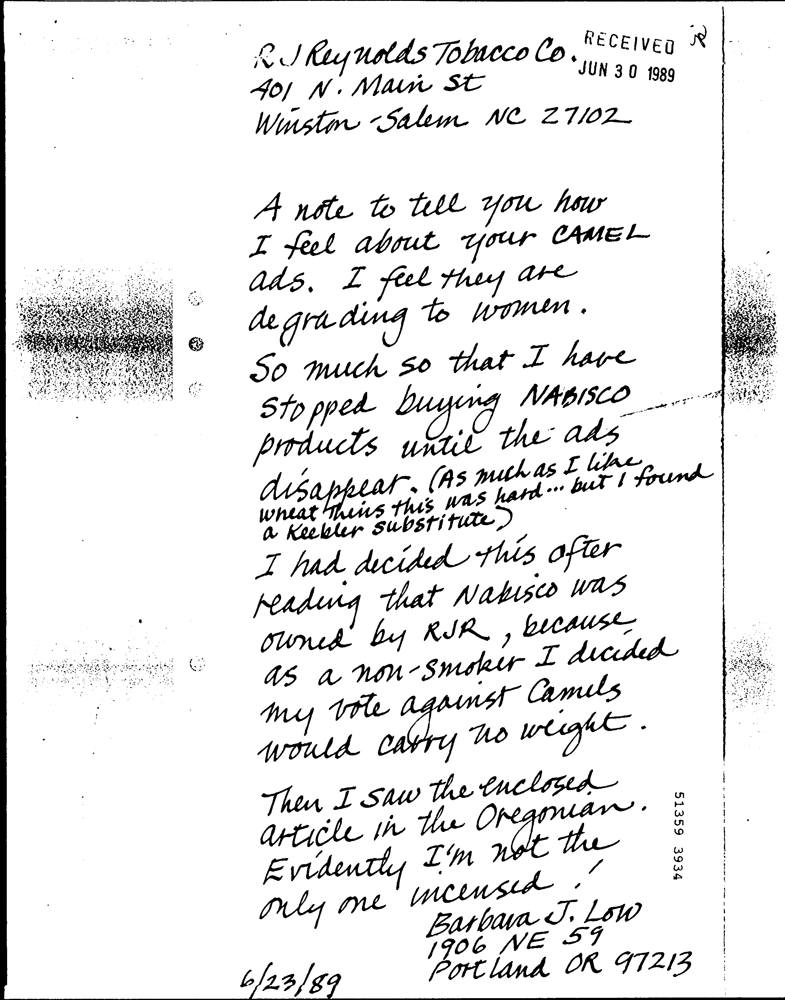 R J Reynolds Tobacco Co.
RECEIVED
JUN 30 1989
401 N. Main St
Winston-Salem NC 27102
A note to tell you how
I feel about your CAMEL
ads. I feel they are
degrading to women.
So much so that I have
stopped buying NABISCO
products until the ads
disappear. (As much as I like
wheat thins this was hard... but I found
a Keebler substitute)
I had decided this after
reading that Nabisco was
owned by RJR, because
as a non-smoker I decided
my vote against Camels
would carry no weight.
Then I saw the enclosed
article in the Oregonian.
Evidently I'm not the
only one incensed!
Barbara J. Low
1906 NE 59
Portland OR 97213
6/23/89
51359 3934